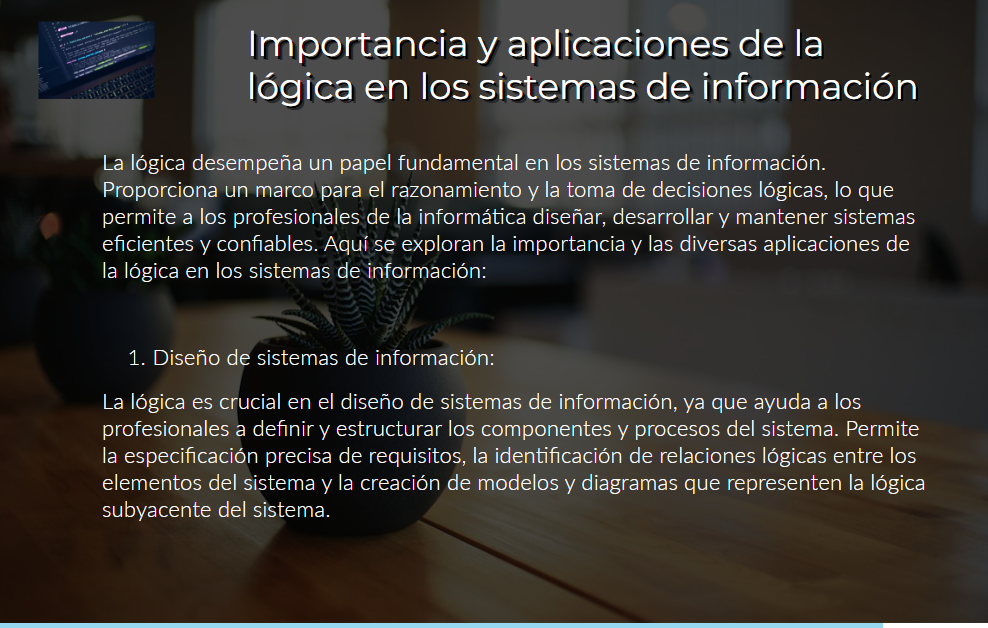 Importancia y aplicaciones de la
lógica en los sistemas de información
La lógica desempeña un papel fundamental en los sistemas de información.
Proporciona un marco para el razonamiento y la toma de decisiones lógicas, lo que
permite a los profesionales de la informática diseñar, desarrollar y mantener sistemas
eficientes y confiables. Aquí se exploran la importancia y las diversas aplicaciones de
la lógica en los sistemas de información:
1. Diseño de sistemas de información:
La lógica es crucial en el diseño de sistemas de información, ya que ayuda a los
profesionales a definir y estructurar los componentes y procesos del sistema. Permite
la especificación precisa de requisitos, la identificación de relaciones lógicas entre los
elementos del sistema y la creación de modelos y diagramas que representen la lógica
subyacente del sistema.